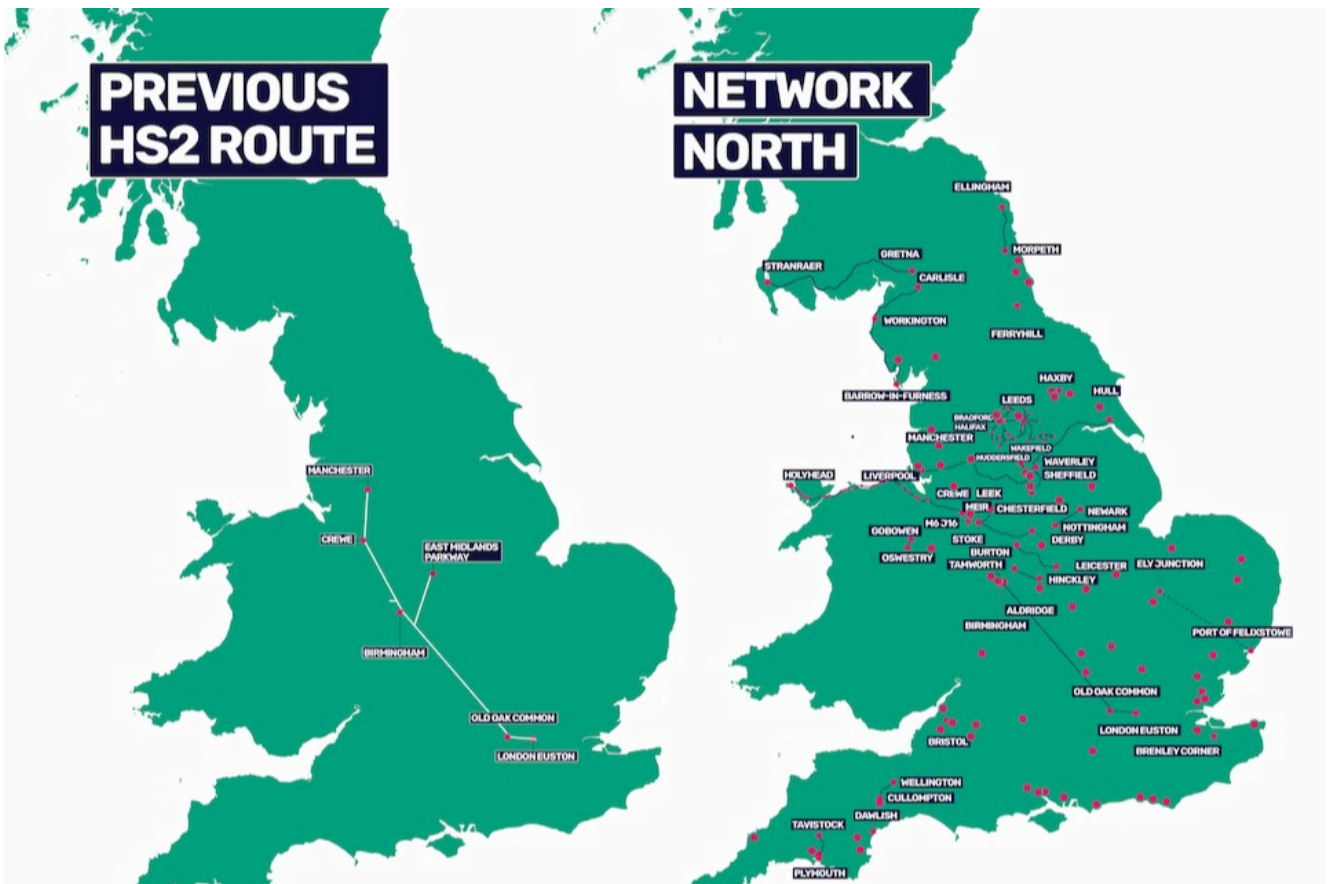 PREVIOUS
HS2 ROUTE
MANCHESTER
CREWE
EAST MIDLANDS
PARKWAY
BIRMINGHAM
OLD OAK COMMON
LONDON EUSTON
NETWORK
NORTH
ELLINGHAM
MORPETH
GRETNA
STRANRAER
CARLISLE
WORKINGTON
FERRYHILL
HAXBY
BARROW-IN-FURNESS
HULL
LEEDS
BRADFORD
HALIFAX
MANCHESTER
WAKEFIELD
HUDDERSFIELD
WAVERLEY
HOLYHEAD
LIVERPOOL
SHEFFIELD
CREWE
LEEK
MEIR
CHESTERFIELD
NEWARK
M6 J16
NOTTINGHAM
GOBOWEN
STOKE
DERBY
OSWESTRY
BURTON
TAMWORTH
LEICESTER
ELY JUNCTION
HINCKLEY
ALDRIDGE
BIRMINGHAM
PORT OF FELIXSTOWE
OLD OAK COMMON
LONDON EUSTON
BRISTOL
BRENLEY CORNER
WELLINGTON
CULLOMPTON
DAWLISH
TAVISTOCK
PLYMOUTH